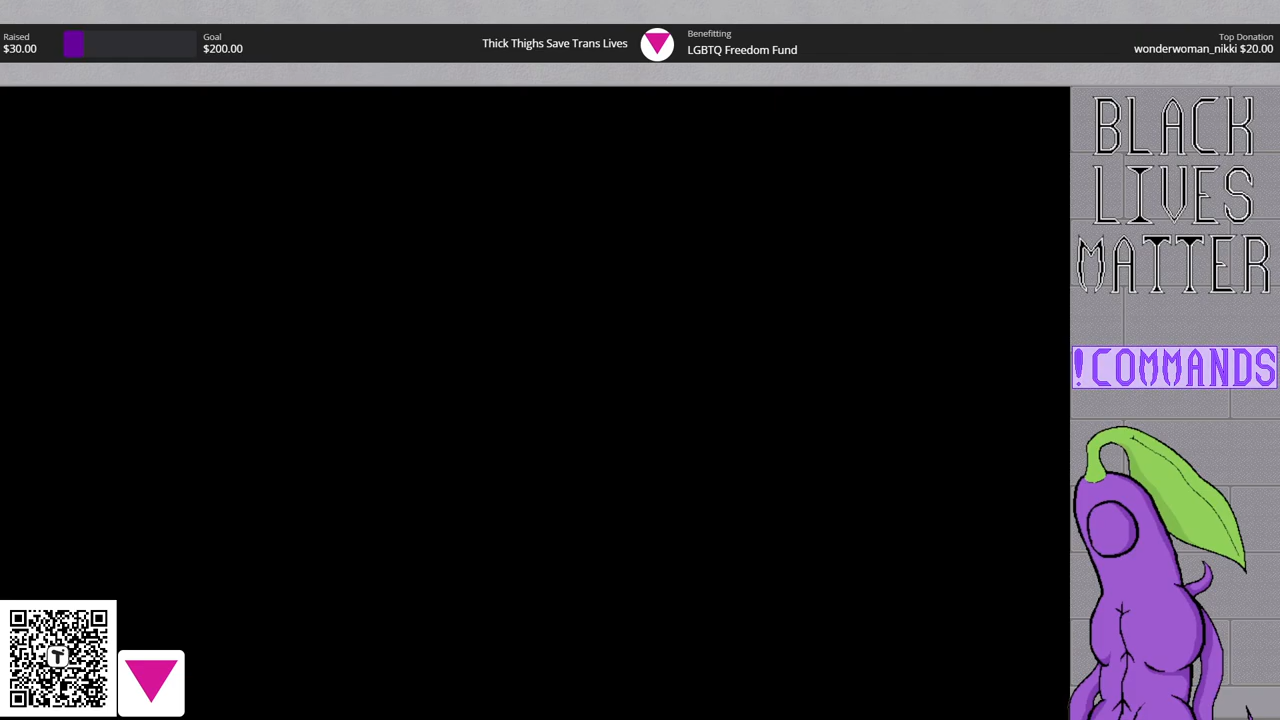 Raised
$30.00
Goal
$200.00
Thick Thighs Save Trans Lives
Benefitting
LGBTQ Freedom Fund
Top Donation
wonderwoman_nikki $20.00
BLACK
LIVES
MATTER
!COMMANDS
T